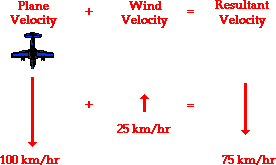 Plane + Wind = Resultant
Velocity Velocity Velocity
+ =
25 km/hr
100 km/hr 75 km/hr